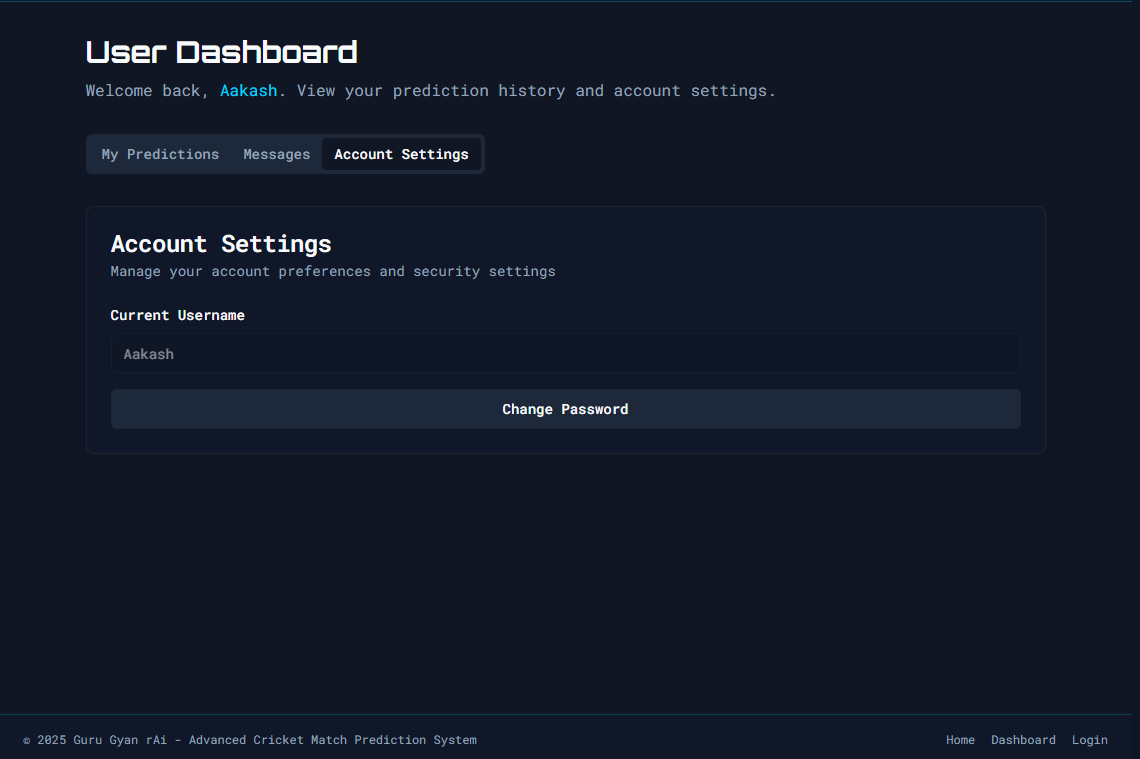 User Dashboard
Welcome back, Aakash. View your prediction history and account settings.
My Predictions Messages Account Settings
Account Settings
Manage your account preferences and security settings
Current Username
Aakash
Change Password
© 2025 Guru Gyan rAi - Advanced Cricket Match Prediction System Home Dashboard Login